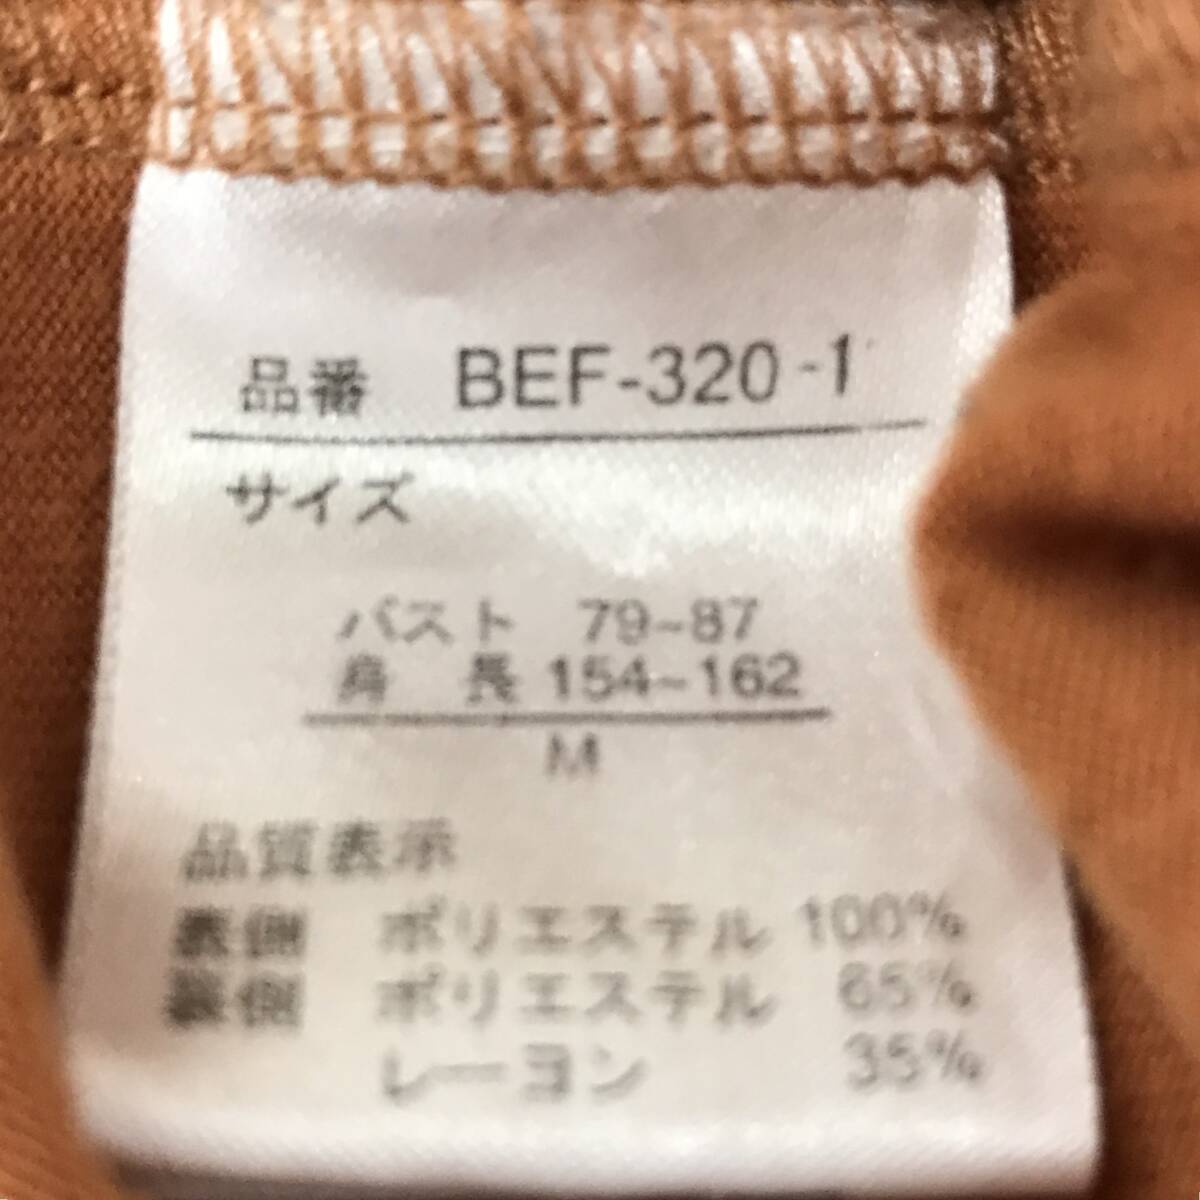 品番 BEF-320-1
サイズ
バスト 79~87
身長 154~162
M
品質表示
表側 ポリエステル 100%
裏側 ポリエステル 65%
レーヨン 35%